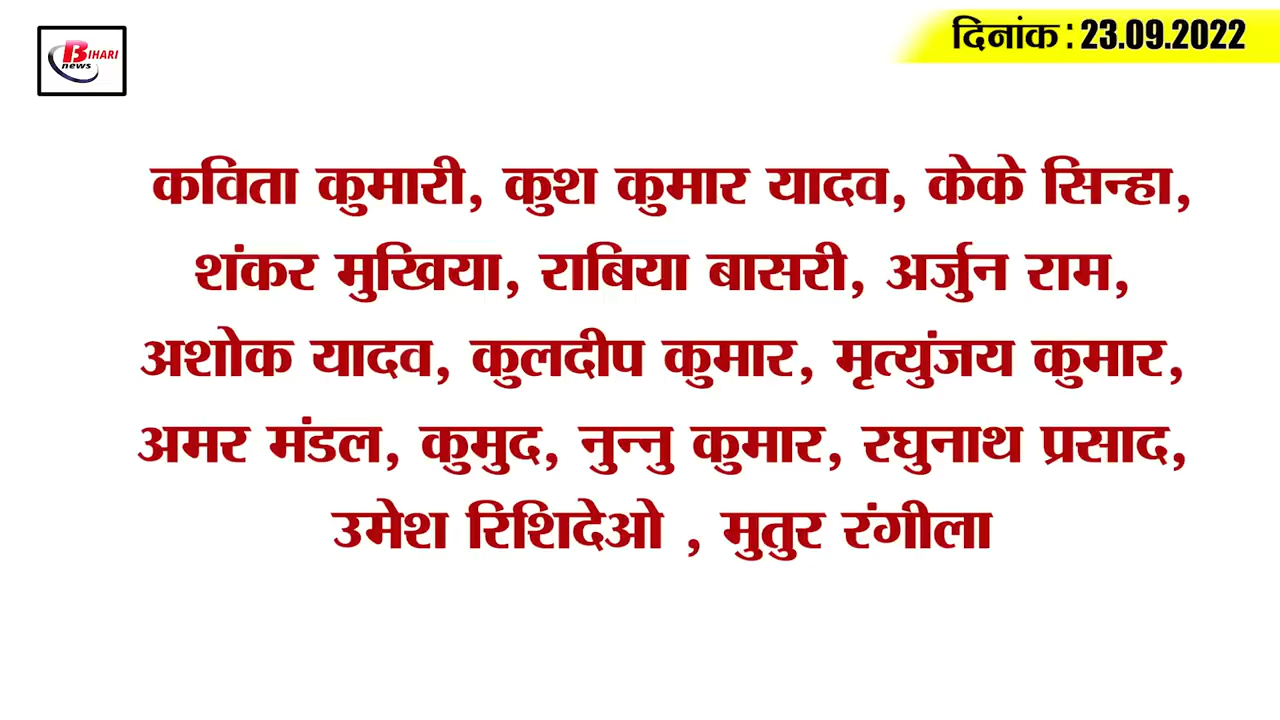 BIHARI
news
दिनांक : 23.09.2022
कविता कुमारी, कुश कुमार यादव, केके सिन्हा,
शंकर मुखिया, राबिया बासरी, अर्जुन राम,
अशोक यादव, कुलदीप कुमार, मृत्युंजय कुमार,
अमर मंडल, कुमुद, नुन्नु कुमार, रघुनाथ प्रसाद,
उमेश रिशिदेओ , मुतुर रंगीला